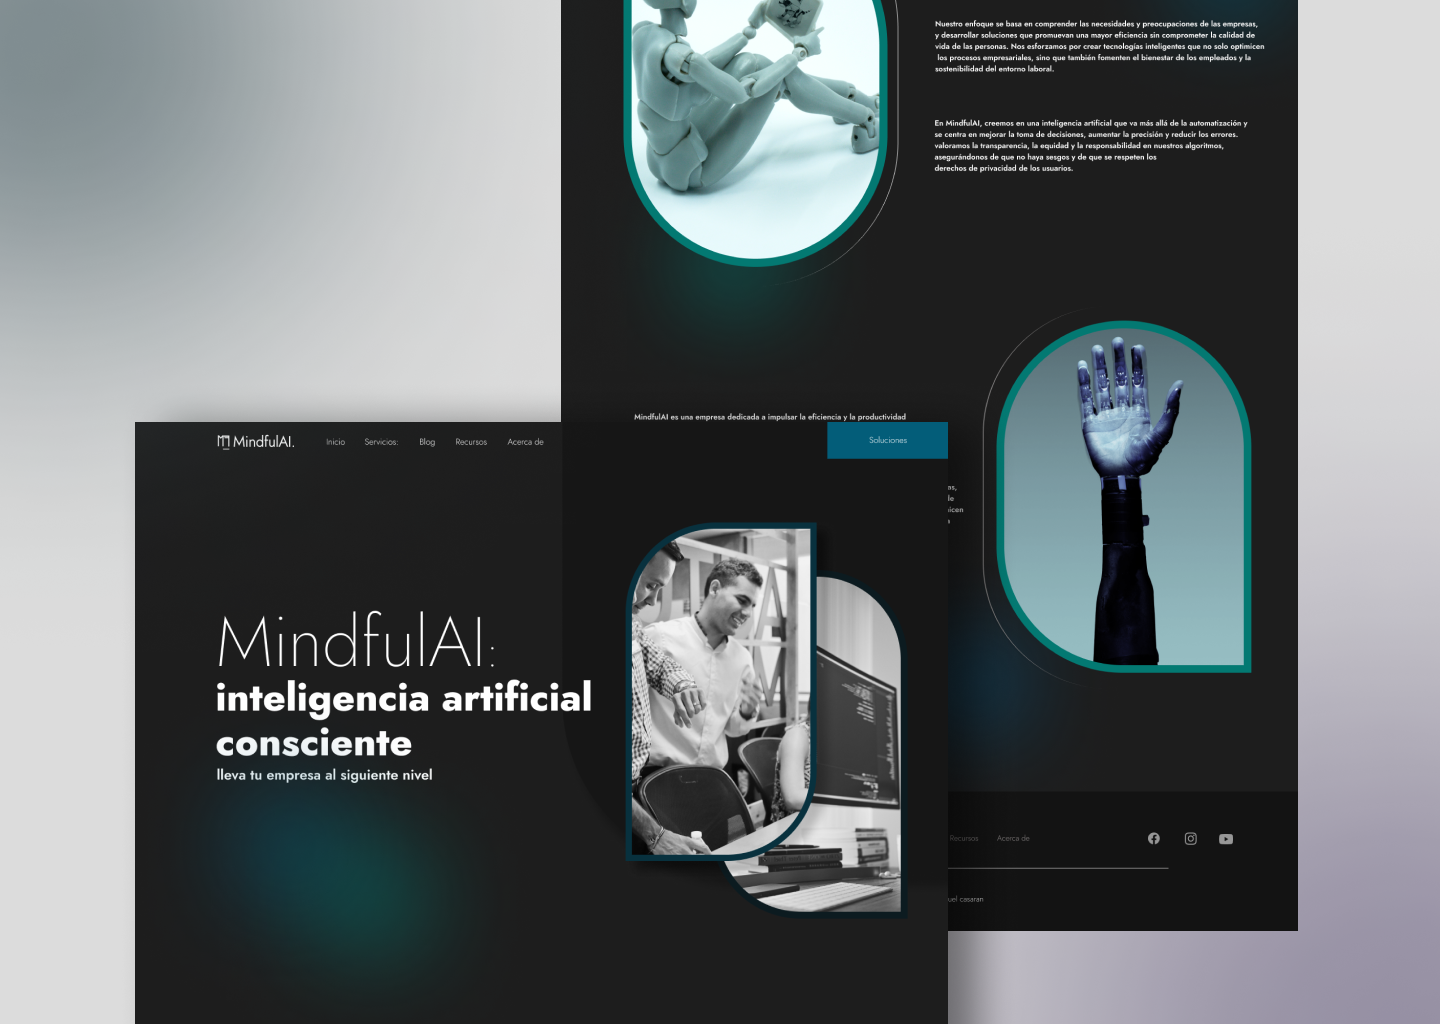 Nuestro enfoque se basa en comprender las necesidades y preocupaciones de las empresas,
y desarrollar soluciones que promuevan una mayor eficiencia sin comprometer la calidad de
vida de las personas. Nos esforzamos por crear tecnologías inteligentes que no solo optimicen
los procesos empresariales, sino que también fomenten el bienestar de los empleados y la
sostenibilidad del entorno laboral.
En MindfulAI, creemos en una inteligencia artificial que va más allá de la automatización y
se centra en mejorar la toma de decisiones, aumentar la precisión y reducir los errores.
valoramos la transparencia, la equidad y la responsabilidad en nuestros algoritmos,
asegurándonos de que no haya sesgos y de que se respeten los
derechos de privacidad de los usuarios.
MindfulAI es una empresa dedicada a impulsar la eficiencia y la productividad
MindfulAI. Inicio Servicios: Blog Recursos Acerca de Soluciones
MindfulAI:
inteligencia artificial
consciente
lleva tu empresa al siguiente nivel
Recursos Acerca de
casaran